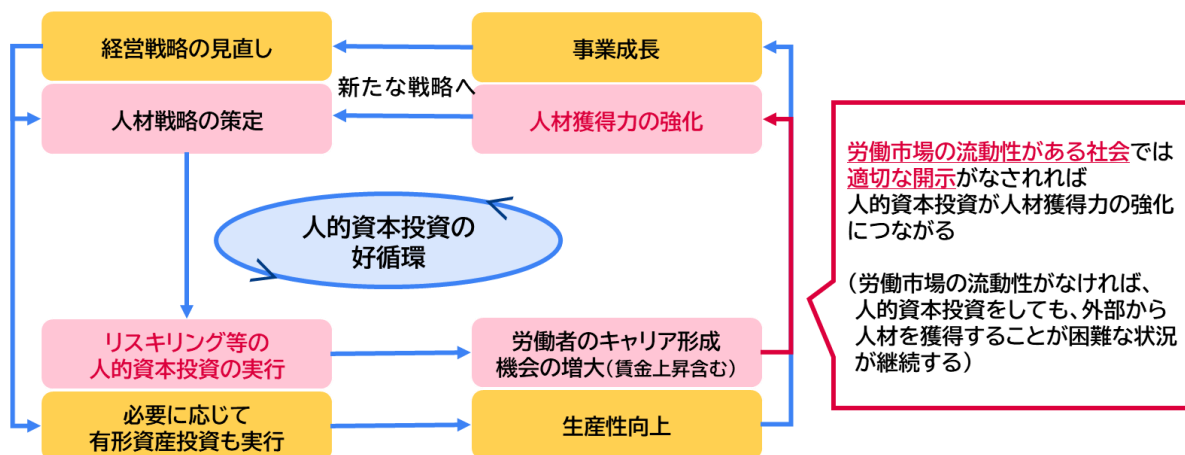 経営戦略の見直し
事業成長
新たな戦略へ
人材戦略の策定
人材獲得力の強化
人的資本投資の
好循環
リスキリング等の
人的資本投資の実行
労働者のキャリア形成
機会の増大(賃金上昇含む)
必要に応じて
有形資産投資も実行
生産性向上
労働市場の流動性がある社会では
適切な開示がなされれば
人的資本投資が人材獲得力の強化
につながる
(労働市場の流動性がなければ、
人的資本投資をしても、外部から
人材を獲得することが困難な状況
が継続する)